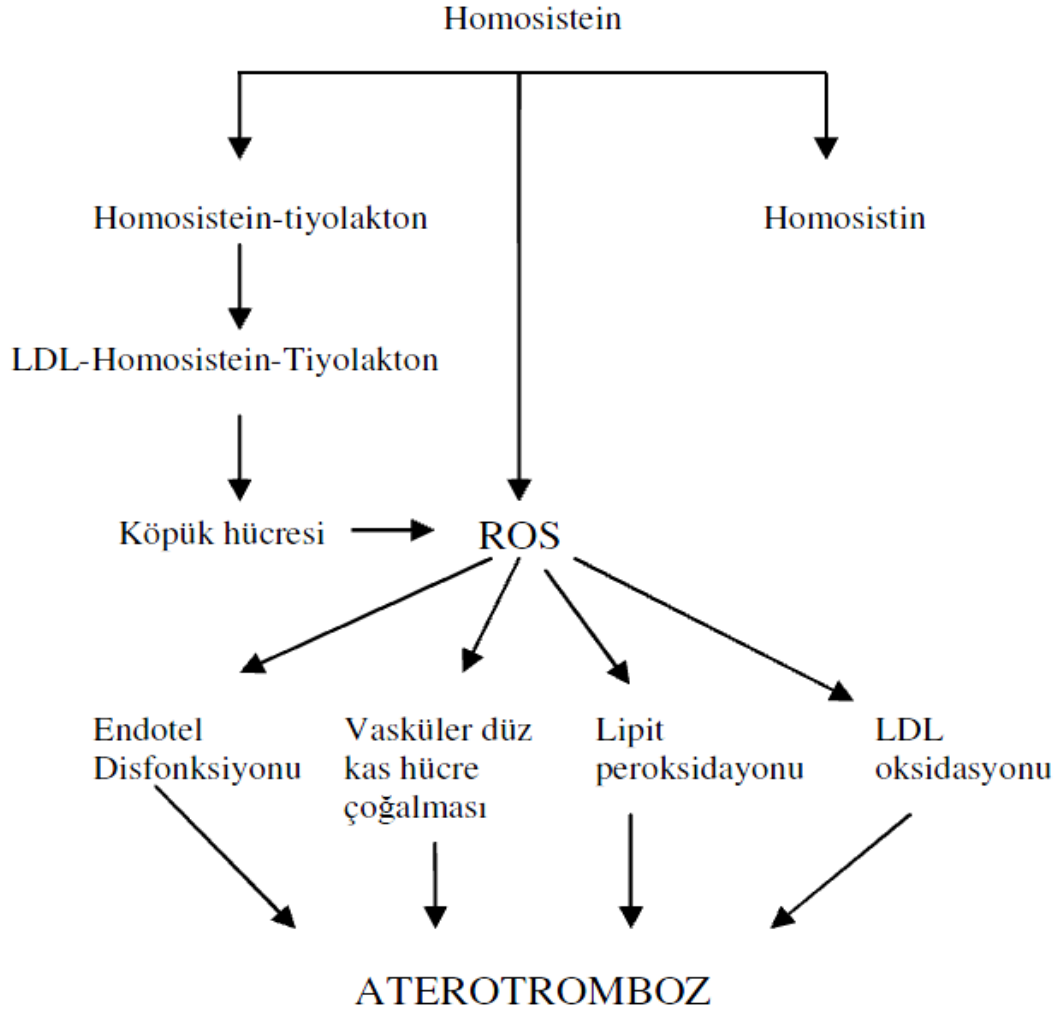 Homosistein
Homosistein-tiyolakton
Homosistin
LDL-Homosistein-Tiyolakton
Köpük hücresi
ROS
Endotel
Disfonksiyonu
Vasküler düz
kas hücre
çoğalması
Lipit
peroksidayonu
LDL
oksidasyonu
ATEROTROMBOZ